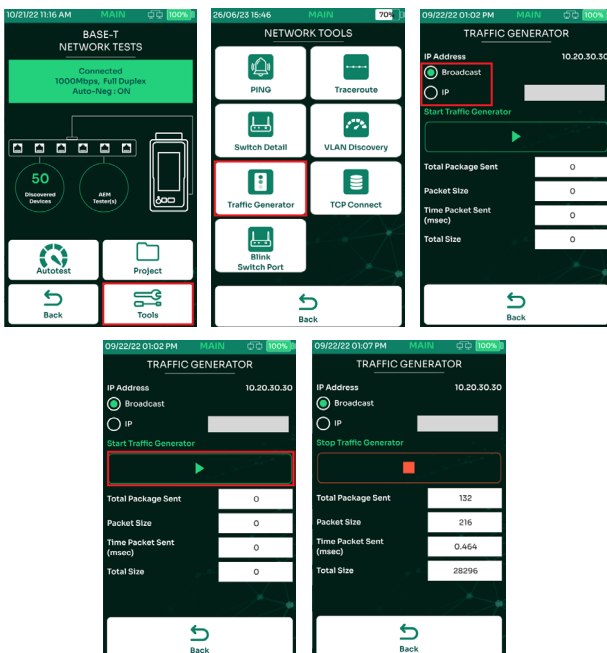 10/21/22 11:16 AM MAIN 100%
BASE-T
NETWORK TESTS
Connected
1000Mbps, Full Duplex
Auto-Neg : ON
50
Discovered
Devices
AEM
Tester(s)
Autotest
Project
Back
Tools
26/06/23 15:46 MAIN 70%
NETWORK TOOLS
PING
Traceroute
Switch Detail
VLAN Discovery
Traffic Generator
TCP Connect
Blink
Switch Port
Back
09/22/22 01:02 PM MAIN 100%
TRAFFIC GENERATOR
IP Address 10.20.30.30
Broadcast
IP
Start Traffic Generator
Total Package Sent 0
Packet Size 0
Time Packet Sent
(msec) 0
Total Size 0
Back
09/22/22 01:02 PM MAIN 100%
TRAFFIC GENERATOR
IP Address 10.20.30.30
Broadcast
IP
Start Traffic Generator
Total Package Sent 0
Packet Size 0
Time Packet Sent
(msec) 0
Total Size 0
Back
09/22/22 01:07 PM MAIN 100%
TRAFFIC GENERATOR
IP Address 10.20.30.30
Broadcast
IP
Stop Traffic Generator
Total Package Sent 132
Packet Size 216
Time Packet Sent
(msec) 0.464
Total Size 28296
Back